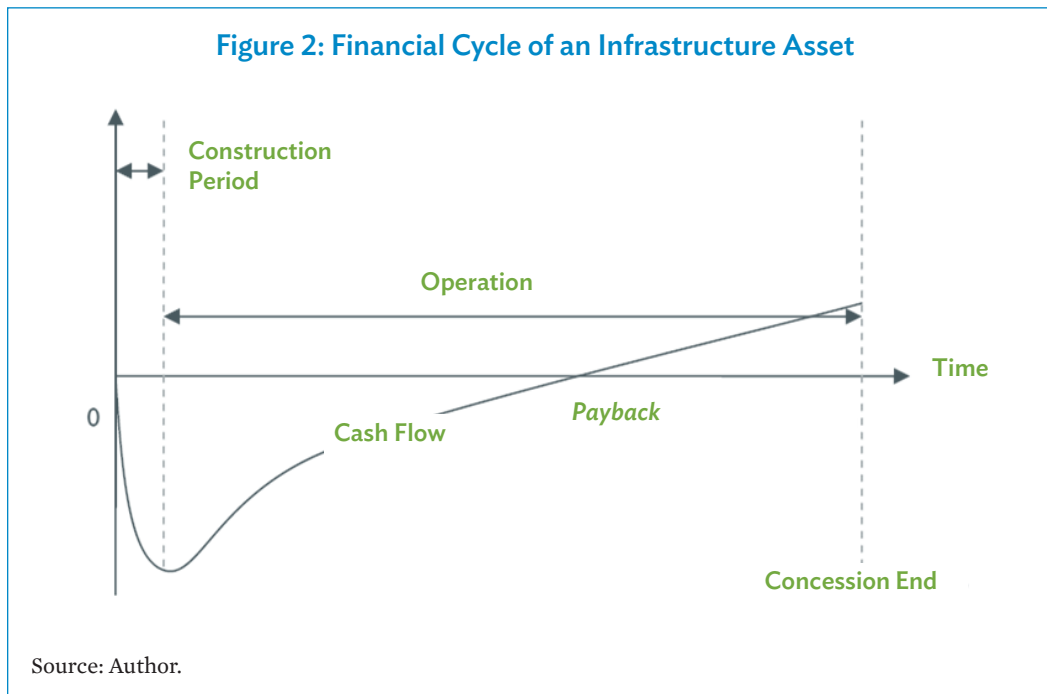 Figure 2: Financial Cycle of an Infrastructure Asset
Construction
Period
Operation
Time
0
Payback
Cash Flow
Concession End
Source: Author.